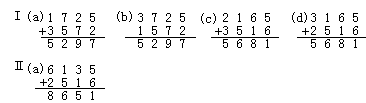 Ⅰ (a) 1 7 2 5 (b) 3 7 2 5 (c) 2 1 6 5 (d) 3 1 6 5
+3 5 7 2 1 5 7 2 +3 5 1 6 +2 5 1 6
5 2 9 7 5 2 9 7 5 6 8 1 5 6 8 1
Ⅱ (a) 6 1 3 5
+2 5 1 6
8 6 5 1